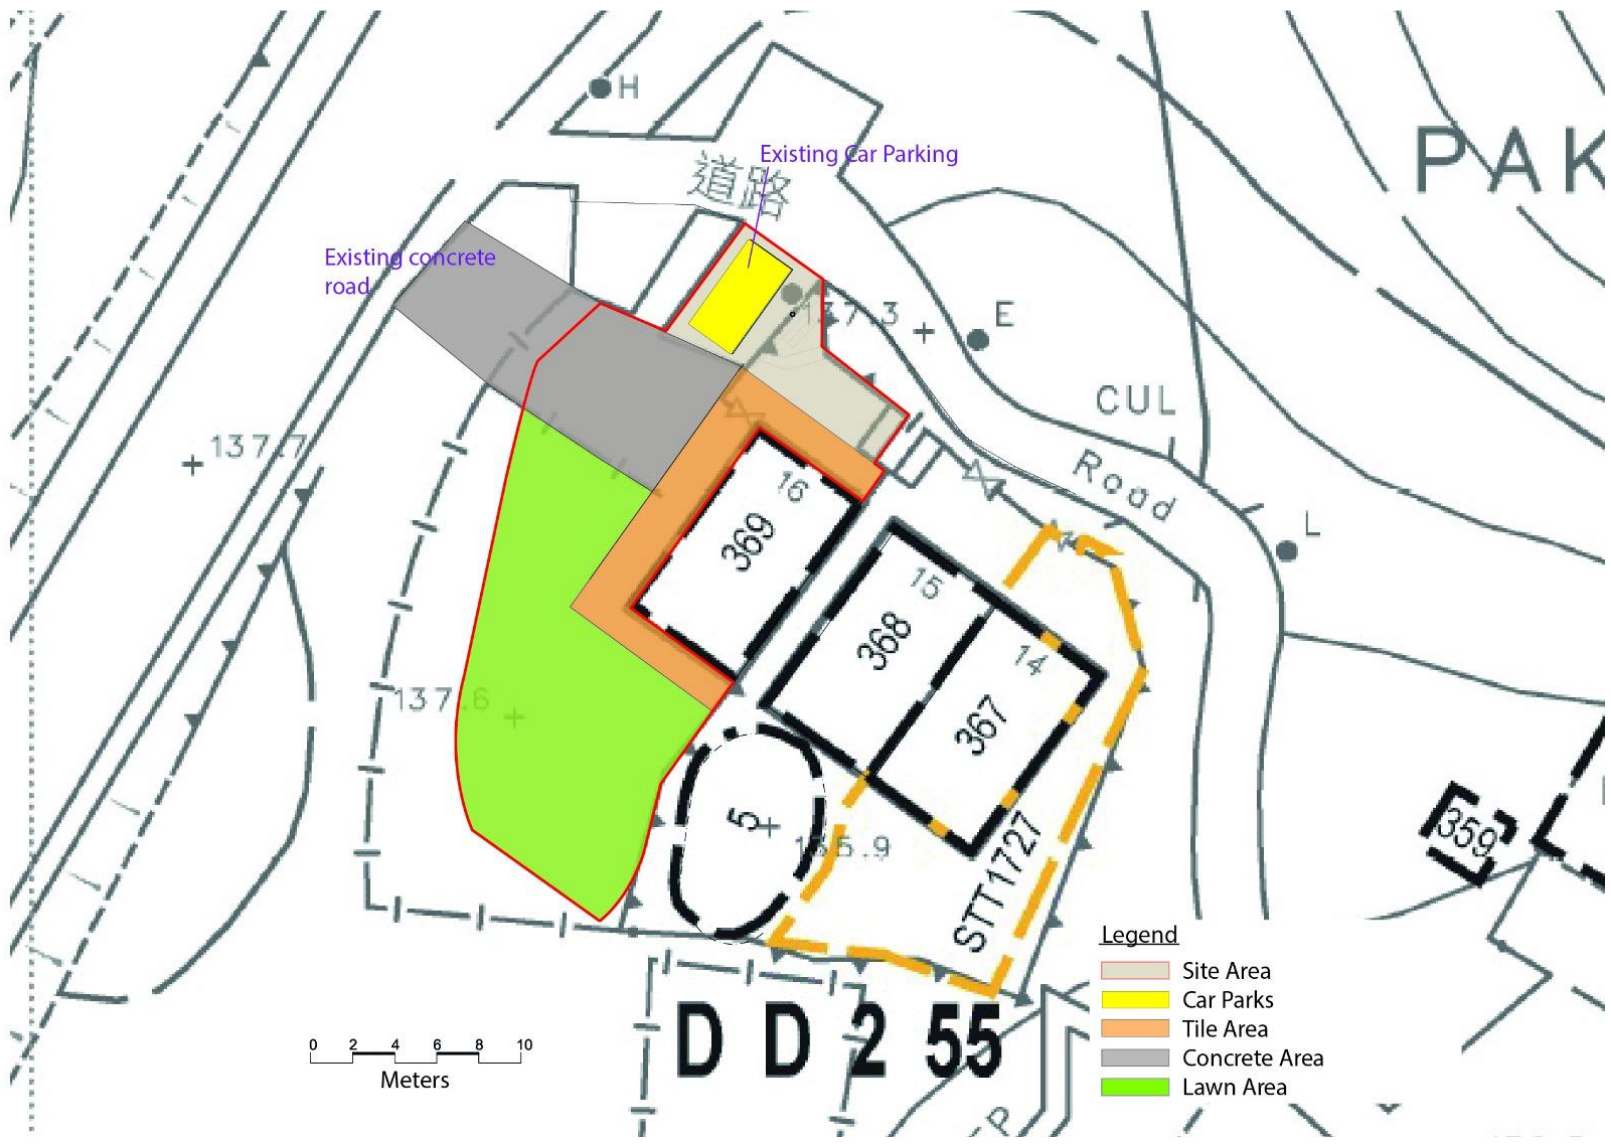 H
PAK
道路
Existing Car Parking
Existing concrete
road
137.3
E
CUL
137.7
Road
16
369
L
15
368
14
367
137.6
5
135.9
STT1727
359
Legend
Site Area
Car Parks
Tile Area
Concrete Area
Lawn Area
DD 255
0 2 4 6 8 10
Meters
P